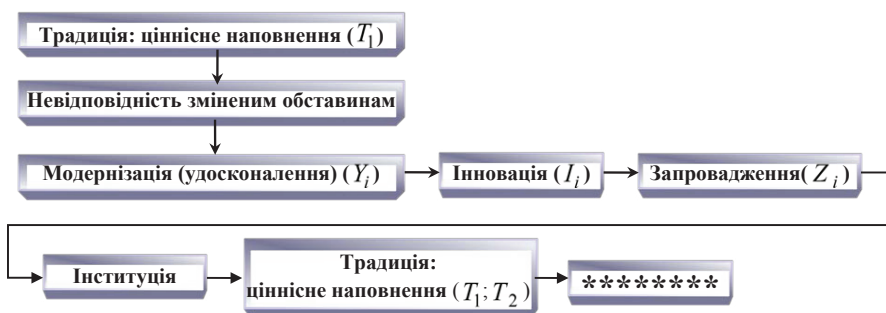 Традиція: ціннісне наповнення (T₁)
Невідповідність зміненим обставинам
Модернізація (удосконалення) (Yᵢ)
Інновація (Iᵢ)
Запровадження( Zᵢ )
Інституція
Традиція:
ціннісне наповнення (T₁; T₂)
********